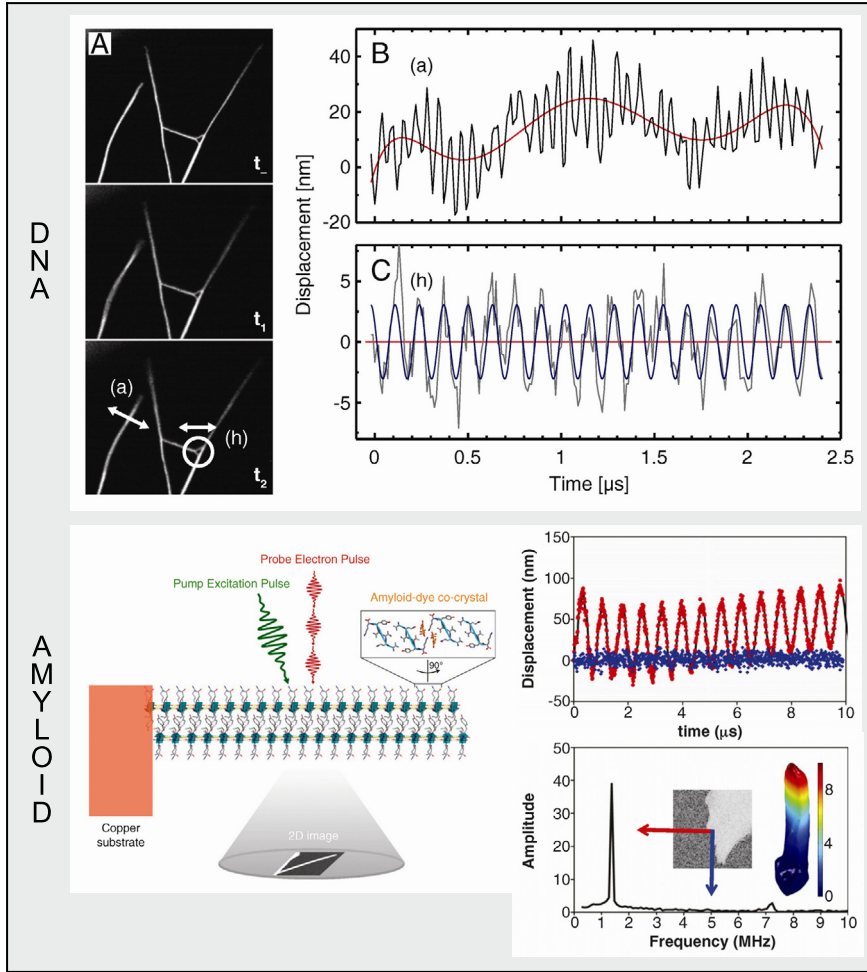 DNA
A
t_
t1
(a)
(h)
t2
B
(a)
40
20
0
-20
Displacement [nm]
C
(h)
5
0
-5
0
0.5
1
1.5
2
2.5
Time [µs]
AMYLOID
Probe Electron Pulse
Pump Excitation Pulse
Amyloid-dye co-crystal
90°
Copper
substrate
2D image
150
100
50
0
-50
Displacement (nm)
0
2
4
6
8
10
time (µs)
50
40
30
20
10
0
Amplitude
8
4
0
0
1
2
3
4
5
6
7
8
9
10
Frequency (MHz)